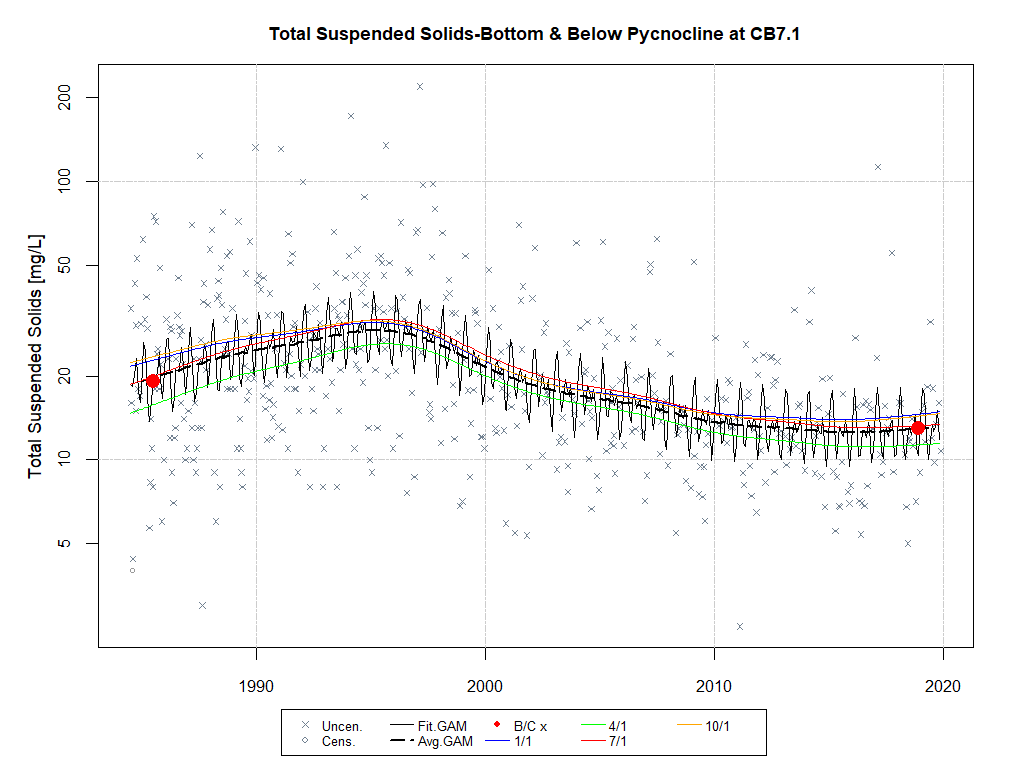 Total Suspended Solids-Bottom & Below Pycnocline at CB7.1
Total Suspended Solids [mg/L]
200
100
50
20
10
5
1990 2000 2010 2020
Uncen. Fit.GAM B/C x 4/1 10/1
Cens. Avg.GAM 1/1 7/1